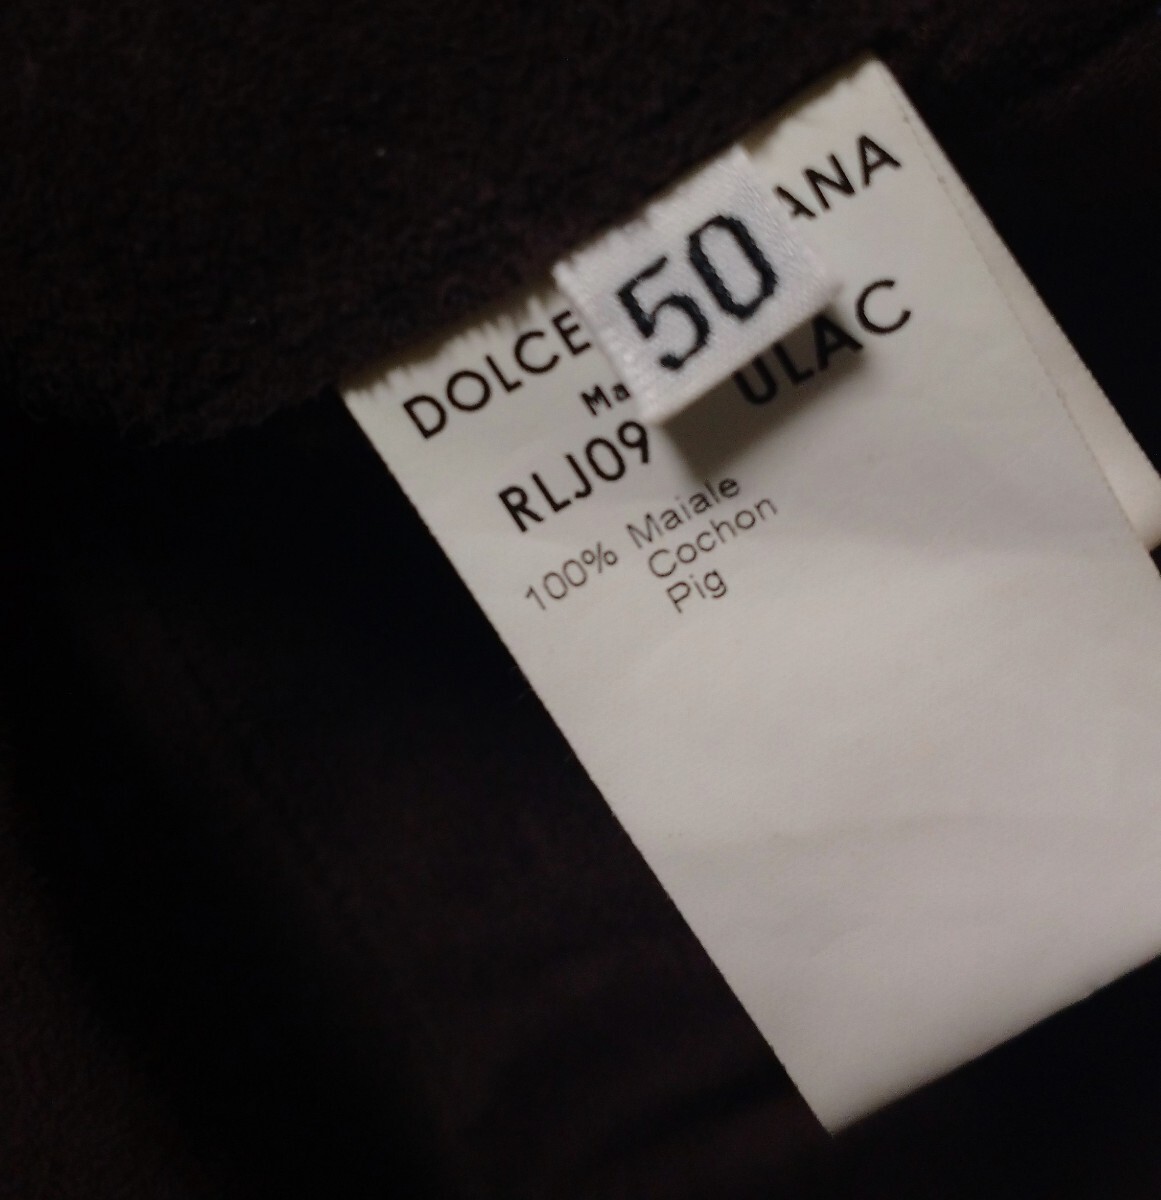 DOLCE ANA
50
Ma
RLJ09 ULAC
100% Maiale
Cochon
Pig